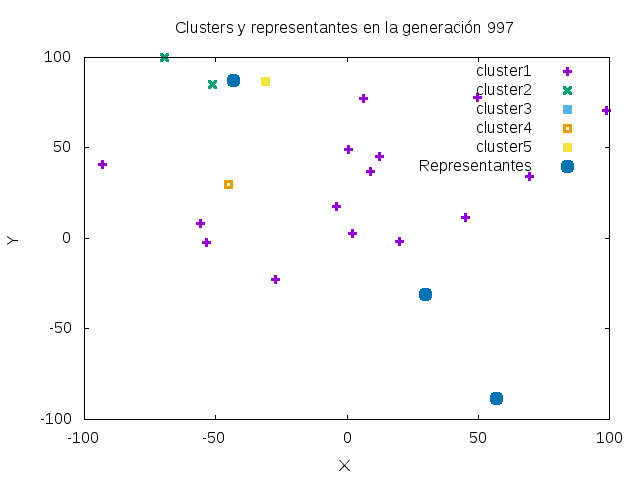 Clusters y representantes en la generación 997
100
50
0
-50
-100
-100
-50
0
50
100
Y
X
cluster1
cluster2
cluster3
cluster4
cluster5
Representantes